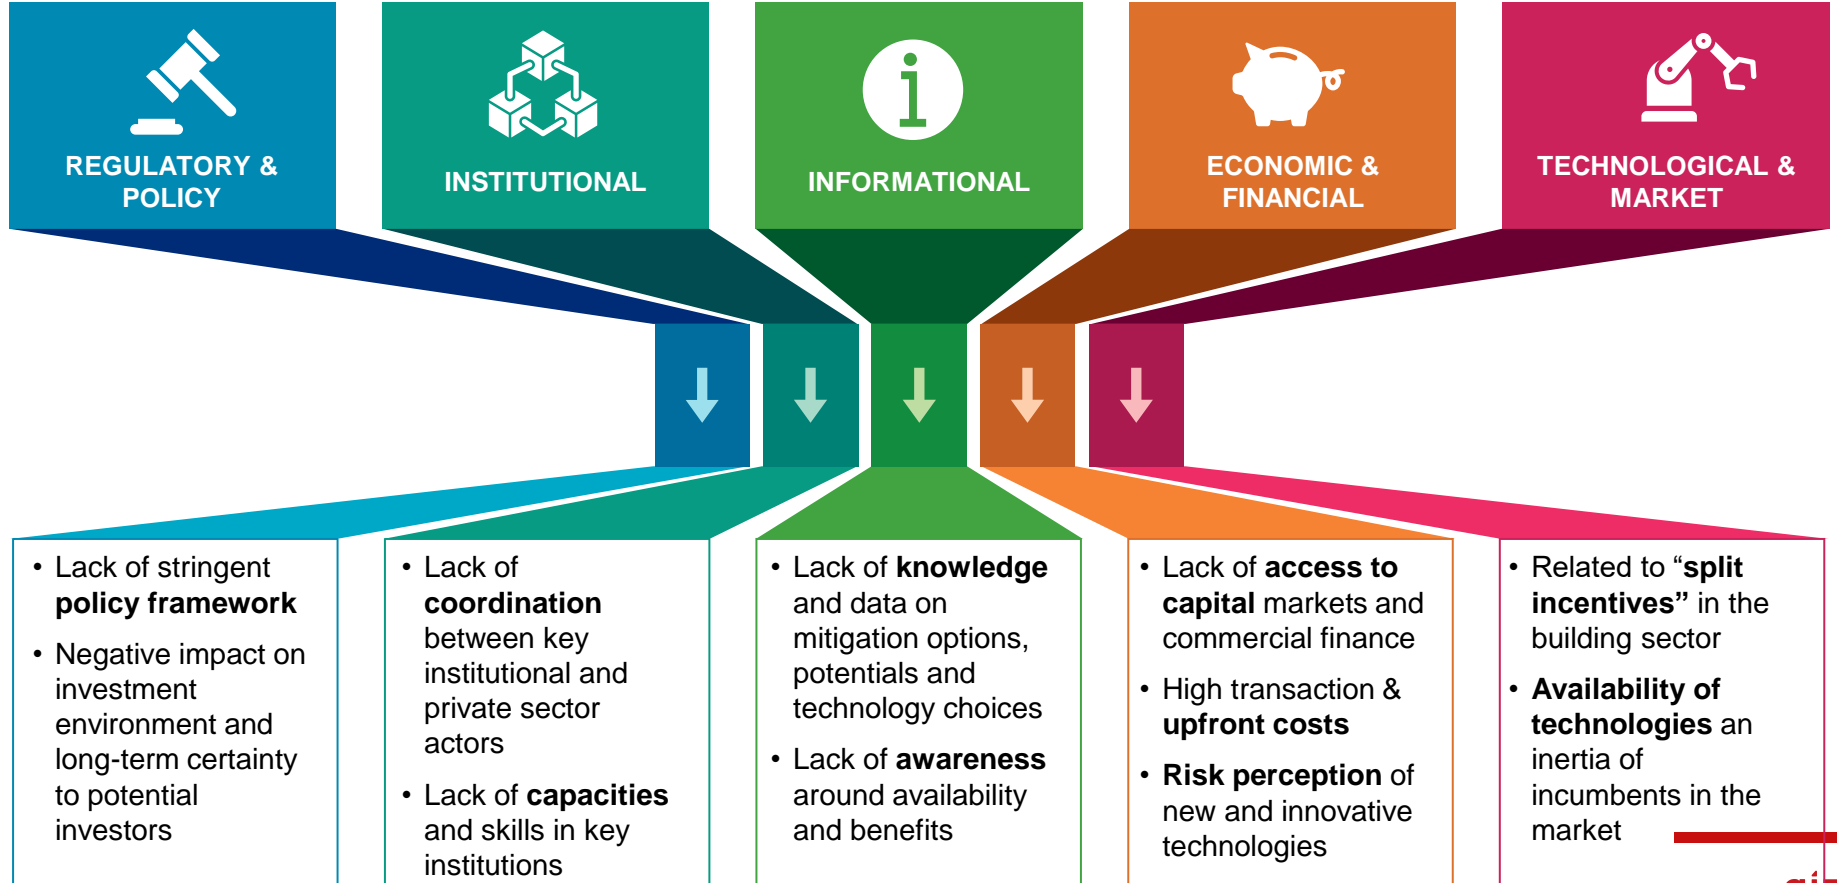 REGULATORY &
POLICY
INSTITUTIONAL
INFORMATIONAL
ECONOMIC &
FINANCIAL
TECHNOLOGICAL &
MARKET
• Lack of stringent
policy framework
• Negative impact on
investment
environment and
long-term certainty
to potential
investors
• Lack of
coordination
between key
institutional and
private sector
actors
• Lack of capacities
and skills in key
institutions
• Lack of knowledge
and data on
mitigation options,
potentials and
technology choices
• Lack of awareness
around availability
and benefits
• Lack of access to
capital markets and
commercial finance
• High transaction &
upfront costs
• Risk perception of
new and innovative
technologies
• Related to “split
incentives” in the
building sector
• Availability of
technologies an
inertia of
incumbents in the
market